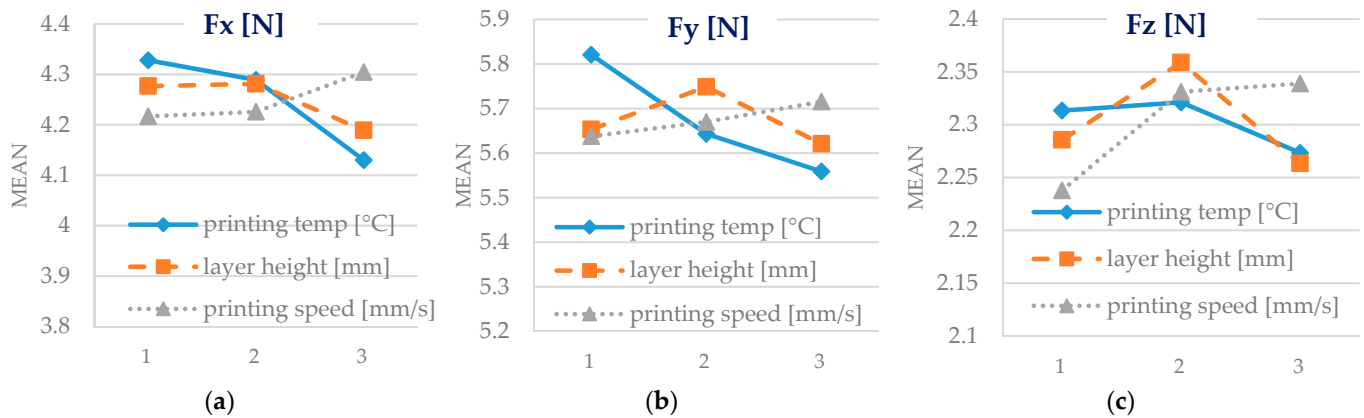 Fx [N]
4.4
4.3
4.2
4.1
4
3.9
3.8
MEAN
printing temp [°C]
layer height [mm]
printing speed [mm/s]
1 2 3
(a)
Fy [N]
5.9
5.8
5.7
5.6
5.5
5.4
5.3
5.2
MEAN
printing temp [°C]
layer height [mm]
printing speed [mm/s]
1 2 3
(b)
Fz [N]
2.4
2.35
2.3
2.25
2.2
2.15
2.1
MEAN
printing temp [°C]
layer height [mm]
printing speed [mm/s]
1 2 3
(c)